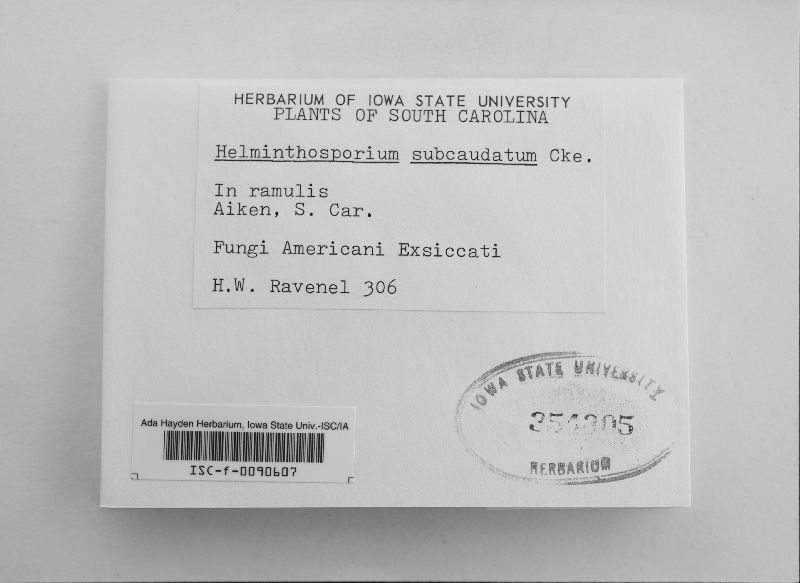 HERBARIUM OF IOWA STATE UNIVERSITY
PLANTS OF SOUTH CAROLINA
Helminthosporium subcaudatum Cke.
In ramulis
Aiken, S. Car.
Fungi Americani Exsiccati
H.W. Ravenel 306
IOWA STATE UNIVERSITY
HERBARIUM
Ada Hayden Herbarium, Iowa State Univ.-ISC/IA
ISC-f-0090607